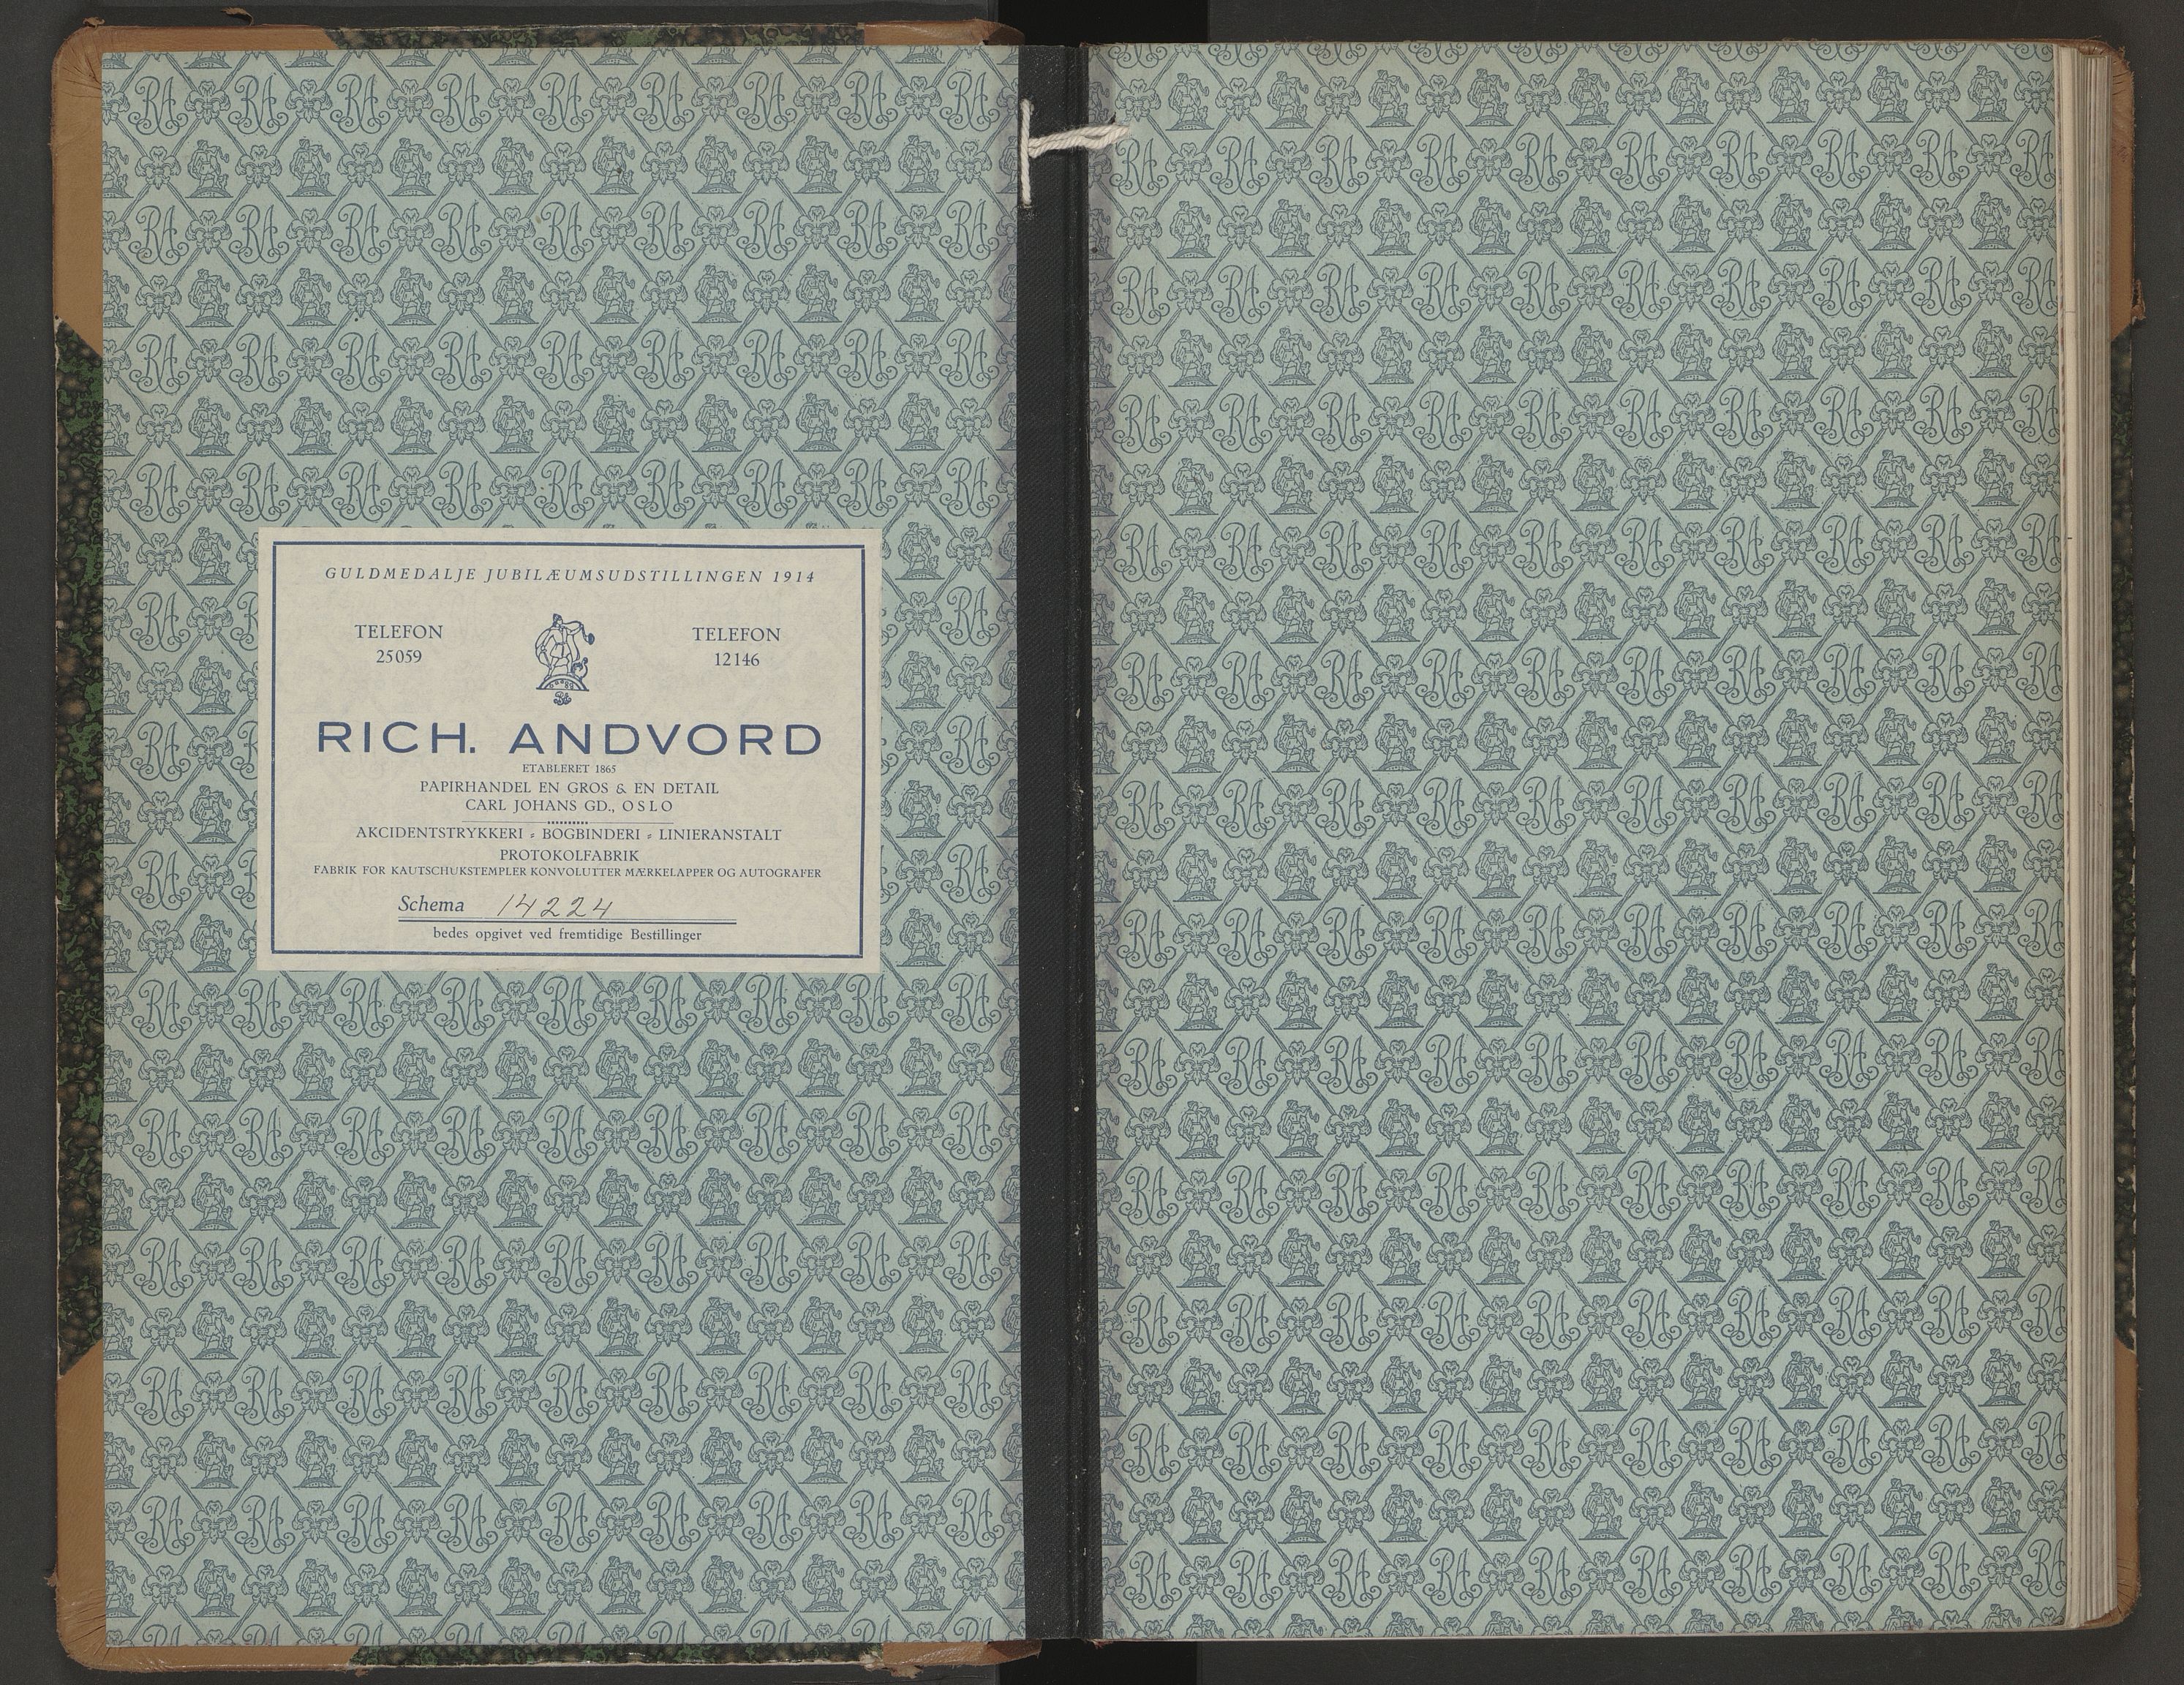 GULDMEDALJE JUBILÆUMSUDSTILLINGEN 1914
TELEFON
25059
TELEFON
12146
RICH. ANDVORD
ETABLERET 1865
PAPIRHANDEL EN GROS & EN DETAIL
CARL JOHANS GD., OSLO
AKCIDENTSTRYKKERI = BOGBINDERI = LINIERANSTALT
PROTOKOLFABRIK
FABRIK FOR KAUTSCHUKSTEMPLER KONVOLUTTER MÆRKELAPPER OG AUTOGRAFER
Schema 14224
bedes opgivet ved fremtidige Bestillinger